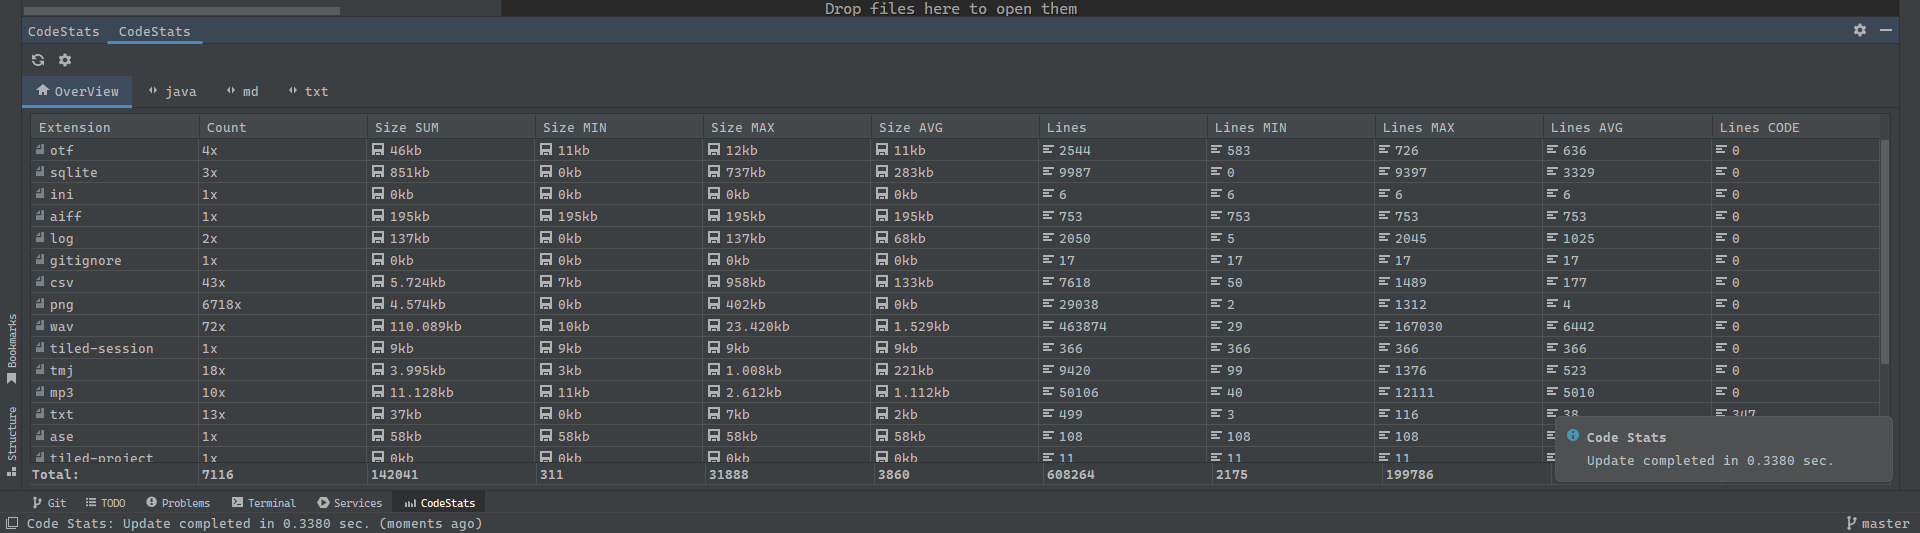 Drop files here to open them
CodeStats CodeStats
OverView java md txt
Extension Count Size SUM Size MIN Size MAX Size AVG Lines Lines MIN Lines MAX Lines AVG Lines CODE
otf 4x 46kb 11kb 12kb 11kb 2544 583 726 636 0
sqlite 3x 851kb 0kb 737kb 283kb 9987 0 9397 3329 0
ini 1x 0kb 0kb 0kb 0kb 6 6 6 6 0
aiff 1x 195kb 195kb 195kb 195kb 753 753 753 753 0
log 2x 137kb 0kb 137kb 68kb 2050 5 2045 1025 0
gitignore 1x 0kb 0kb 0kb 0kb 17 17 17 17 0
csv 43x 5.724kb 7kb 958kb 133kb 7618 50 1489 177 0
png 6718x 4.574kb 0kb 402kb 0kb 29038 2 1312 4 0
wav 72x 110.089kb 10kb 23.420kb 1.529kb 463874 29 167030 6442 0
tiled-session 1x 9kb 9kb 9kb 9kb 366 366 366 366 0
tmj 18x 3.995kb 3kb 1.008kb 221kb 9420 99 1376 523 0
mp3 10x 11.128kb 11kb 2.612kb 1.112kb 50106 40 12111 5010 0
txt 13x 37kb 0kb 7kb 2kb 499 3 116 38 347
ase 1x 58kb 58kb 58kb 58kb 108 108 108
tiled-project 1x 0kb 0kb 0kb 0kb 11 11 11
Total: 7116 142041 311 31888 3860 608264 2175 199786
Code Stats
Update completed in 0.3380 sec.
Bookmarks
Structure
Git TODO Problems Terminal Services CodeStats
Code Stats: Update completed in 0.3380 sec. (moments ago) master